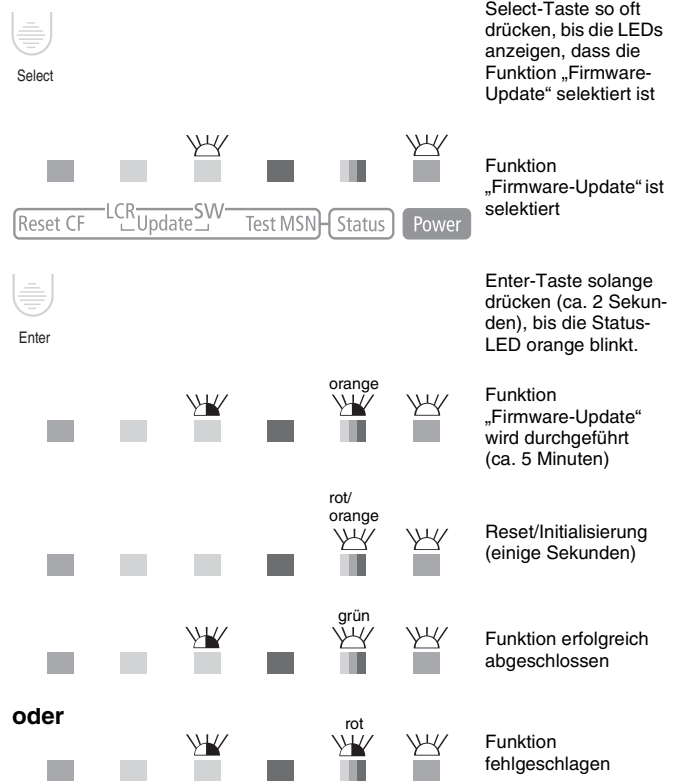 Select-Taste so oft
drücken, bis die LEDs
anzeigen, dass die
Funktion „Firmware-
Update“ selektiert ist
Select
Funktion
„Firmware-Update“ ist
selektiert
Reset CF LCR Update SW Test MSN Status Power
Enter-Taste solange
drücken (ca. 2 Sekun-
den), bis die Status-
LED orange blinkt.
Enter
orange
Funktion
„Firmware-Update“
wird durchgeführt
(ca. 5 Minuten)
rot/
orange
Reset/Initialisierung
(einige Sekunden)
grün
Funktion erfolgreich
abgeschlossen
oder
rot
Funktion
fehlgeschlagen